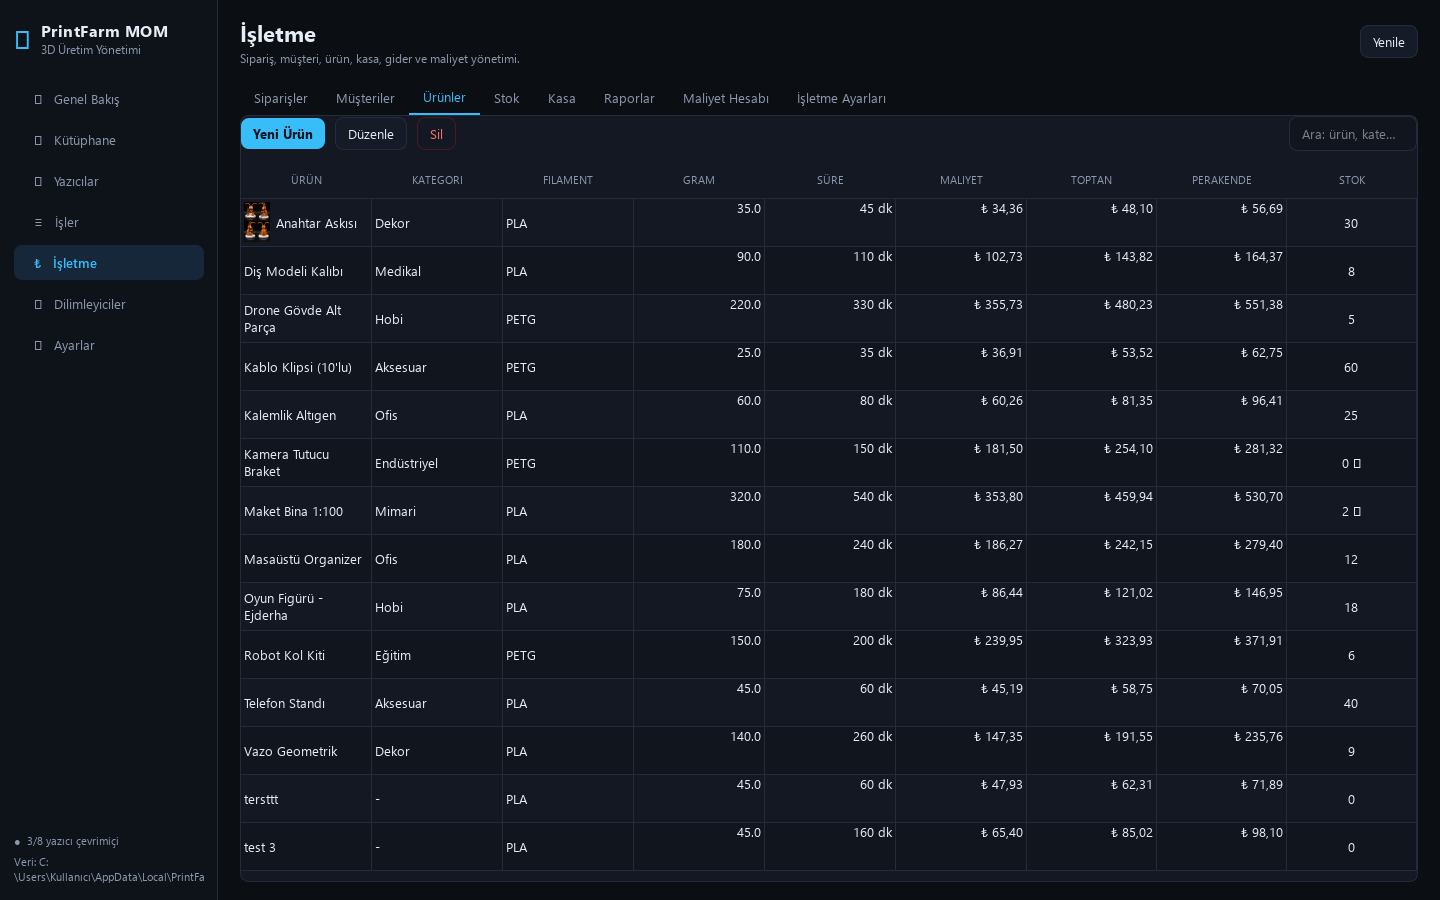 PrintFarm MOM
3D Üretim Yönetimi
Genel Bakış
Kütüphane
Yazıcılar
İşler
₺ İşletme
Dilimleyiciler
Ayarlar
● 3/8 yazıcı çevrimiçi
Veri: C:
\Users\Kullanıcı\AppData\Local\PrintFa
İşletme
Sipariş, müşteri, ürün, kasa, gider ve maliyet yönetimi.
Yenile
Siparişler Müşteriler Ürünler Stok Kasa Raporlar Maliyet Hesabı İşletme Ayarları
Yeni Ürün Düzenle Sil Ara: ürün, kate...
ÜRÜN KATEGORI FILAMENT GRAM SÜRE MALIYET TOPTAN PERAKENDE STOK
Anahtar Askısı Dekor PLA 35.0 45 dk ₺ 34,36 ₺ 48,10 ₺ 56,69 30
Diş Modeli Kalıbı Medikal PLA 90.0 110 dk ₺ 102,73 ₺ 143,82 ₺ 164,37 8
Drone Gövde Alt
Parça Hobi PETG 220.0 330 dk ₺ 355,73 ₺ 480,23 ₺ 551,38 5
Kablo Klipsi (10'lu) Aksesuar PETG 25.0 35 dk ₺ 36,91 ₺ 53,52 ₺ 62,75 60
Kalemlik Altıgen Ofis PLA 60.0 80 dk ₺ 60,26 ₺ 81,35 ₺ 96,41 25
Kamera Tutucu
Braket Endüstriyel PETG 110.0 150 dk ₺ 181,50 ₺ 254,10 ₺ 281,32 0
Maket Bina 1:100 Mimari PLA 320.0 540 dk ₺ 353,80 ₺ 459,94 ₺ 530,70 2
Masaüstü Organizer Ofis PLA 180.0 240 dk ₺ 186,27 ₺ 242,15 ₺ 279,40 12
Oyun Figürü -
Ejderha Hobi PLA 75.0 180 dk ₺ 86,44 ₺ 121,02 ₺ 146,95 18
Robot Kol Kiti Eğitim PETG 150.0 200 dk ₺ 239,95 ₺ 323,93 ₺ 371,91 6
Telefon Standı Aksesuar PLA 45.0 60 dk ₺ 45,19 ₺ 58,75 ₺ 70,05 40
Vazo Geometrik Dekor PLA 140.0 260 dk ₺ 147,35 ₺ 191,55 ₺ 235,76 9
tersttt - PLA 45.0 60 dk ₺ 47,93 ₺ 62,31 ₺ 71,89 0
test 3 - PLA 45.0 160 dk ₺ 65,40 ₺ 85,02 ₺ 98,10 0